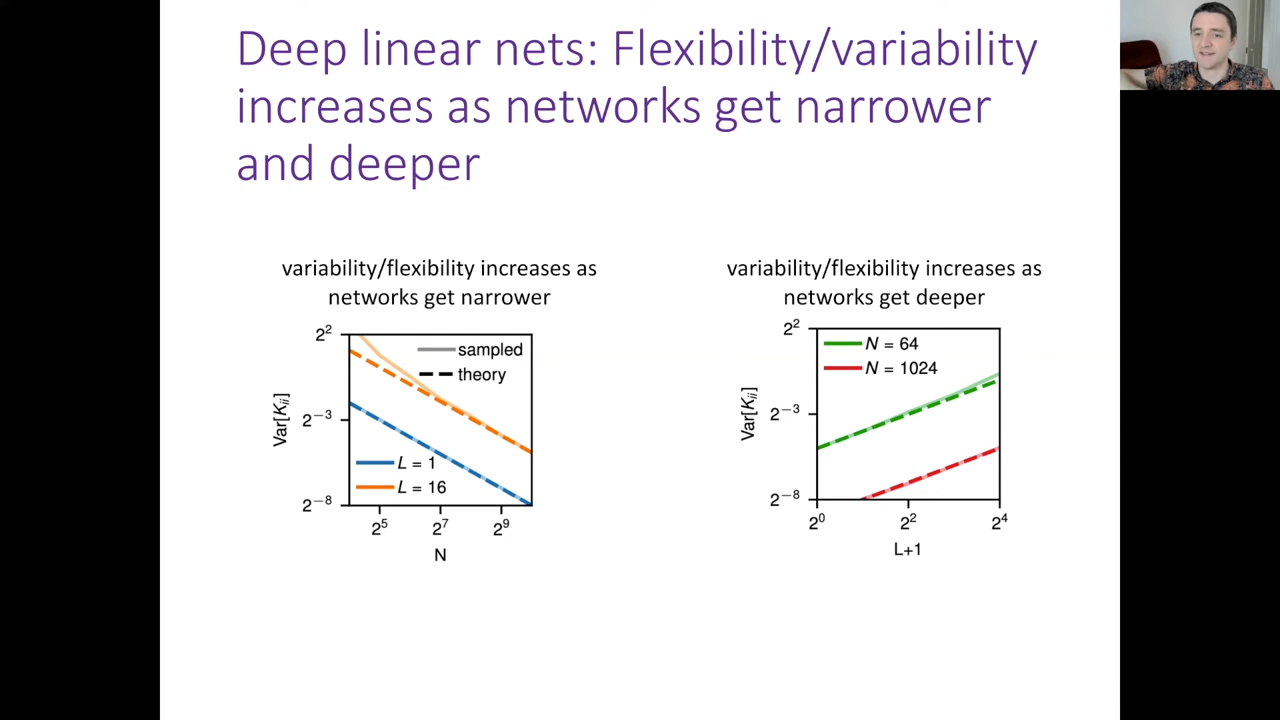 Deep linear nets: Flexibility/variability
increases as networks get narrower
and deeper
variability/flexibility increases as
networks get narrower
2^2
2^-3
2^-8
Var[K_ii]
sampled
theory
L = 1
L = 16
2^5
2^7
2^9
N
variability/flexibility increases as
networks get deeper
2^2
2^-3
2^-8
Var[K_ii]
N = 64
N = 1024
2^0
2^2
2^4
L+1